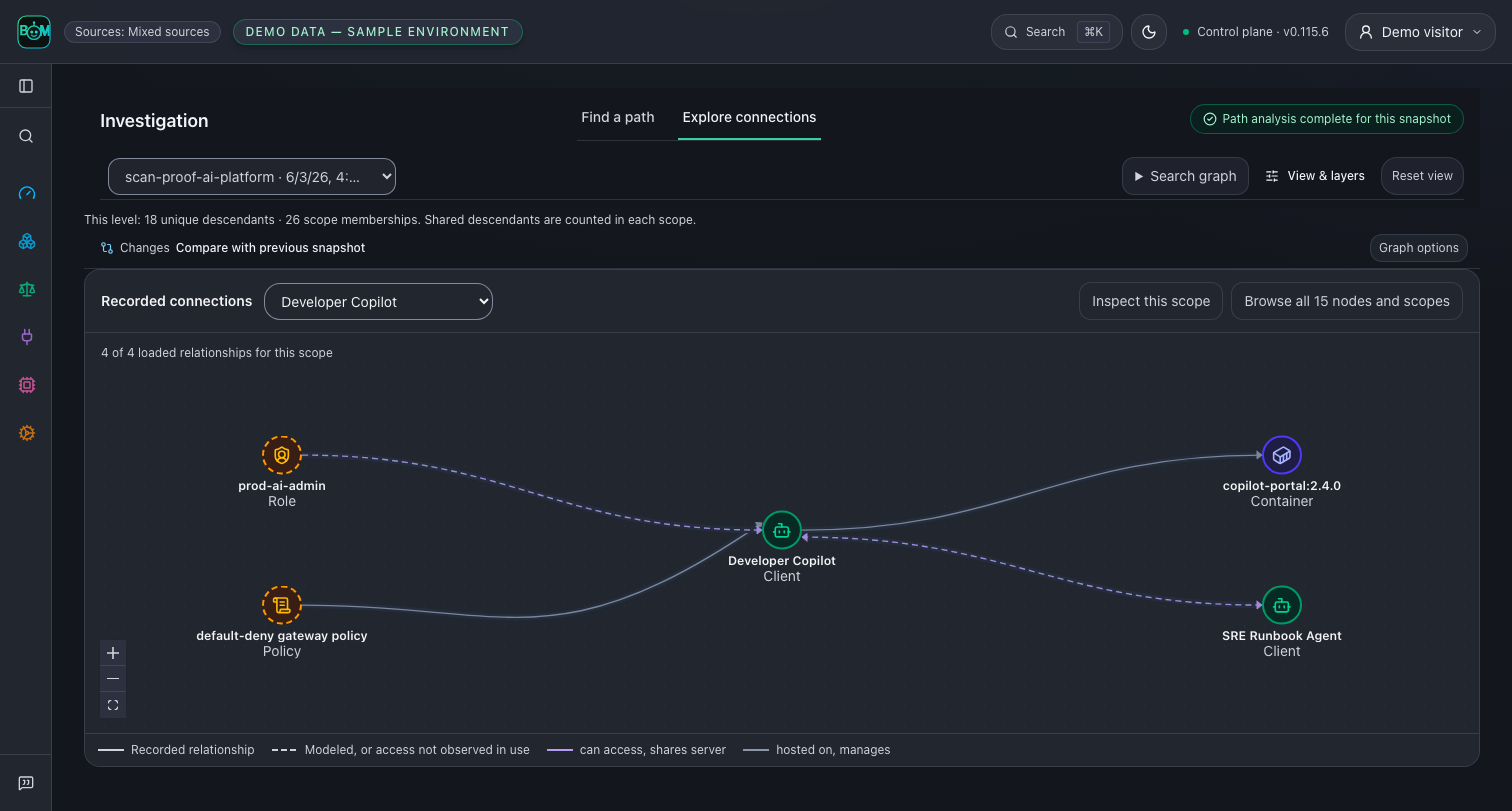 BOM
Sources: Mixed sources
DEMO DATA — SAMPLE ENVIRONMENT
Search
⌘K
Control plane · v0.115.6
Demo visitor
Investigation
Find a path
Explore connections
Path analysis complete for this snapshot
scan-proof-ai-platform · 6/3/26, 4:...
Search graph
View & layers
Reset view
This level: 18 unique descendants · 26 scope memberships. Shared descendants are counted in each scope.
Changes Compare with previous snapshot
Graph options
Recorded connections
Developer Copilot
Inspect this scope
Browse all 15 nodes and scopes
4 of 4 loaded relationships for this scope
prod-ai-admin
Role
copilot-portal:2.4.0
Container
Developer Copilot
Client
default-deny gateway policy
Policy
SRE Runbook Agent
Client
Recorded relationship
Modeled, or access not observed in use
can access, shares server
hosted on, manages